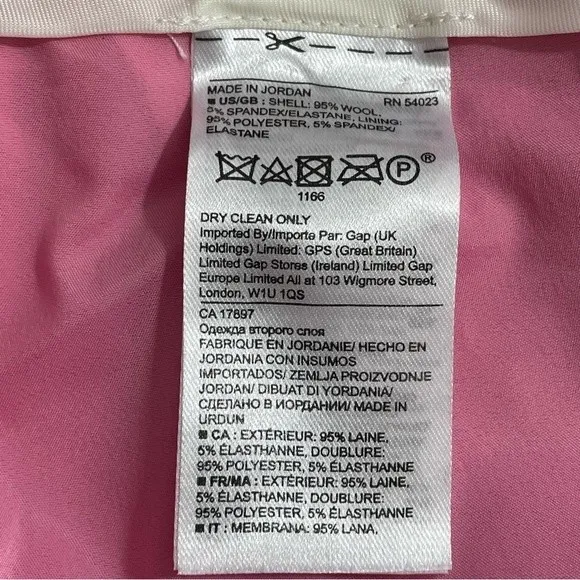 MADE IN JORDAN RN 54023
■ US/GB : SHELL: 95% WOOL,
5% SPANDEX/ELASTANE, LINING:
95% POLYESTER, 5% SPANDEX/
ELASTANE
P ®
1166
DRY CLEAN ONLY
Imported By/Importe Par: Gap (UK
Holdings) Limited: GPS (Great Britain)
Limited Gap Stores (Ireland) Limited Gap
Europe Limited All at 103 Wigmore Street,
London, W1U 1QS
CA 17897
Одежда второго слоя
FABRIQUE EN JORDANIE/ HECHO EN
JORDANIA CON INSUMOS
IMPORTADOS/ ZEMLJA PROIZVODNJE
JORDAN/ DIBUAT DI YORDANIA/
СДЕЛАНО В ИОРДАНИИ/ MADE IN
URDUN
■ CA : EXTÉRIEUR: 95% LAINE,
5% ÉLASTHANNE, DOUBLURE:
95% POLYESTER, 5% ÉLASTHANNE
■ FR/MA : EXTÉRIEUR: 95% LAINE,
5% ÉLASTHANNE, DOUBLURE:
95% POLYESTER, 5% ÉLASTHANNE
■ IT : MEMBRANA: 95% LANA,